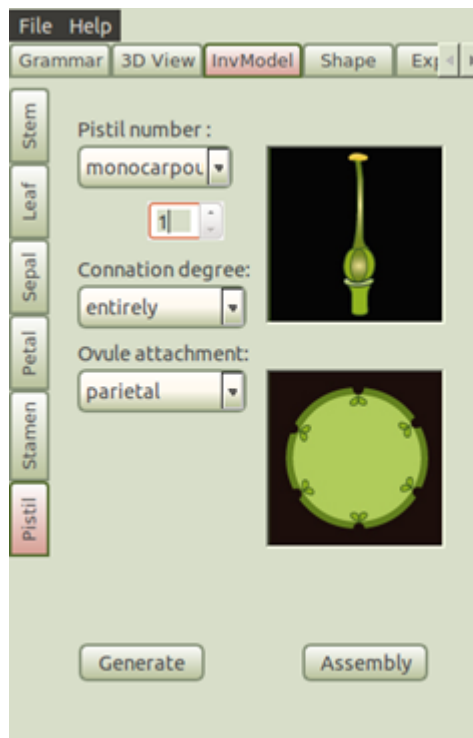 File Help
Grammar 3D View InvModel Shape
Stem
Leaf
Sepal
Petal
Stamen
Pistil
Pistil number :
monocarpou
1
Connation degree:
entirely
Ovule attachment:
parietal
Generate Assembly